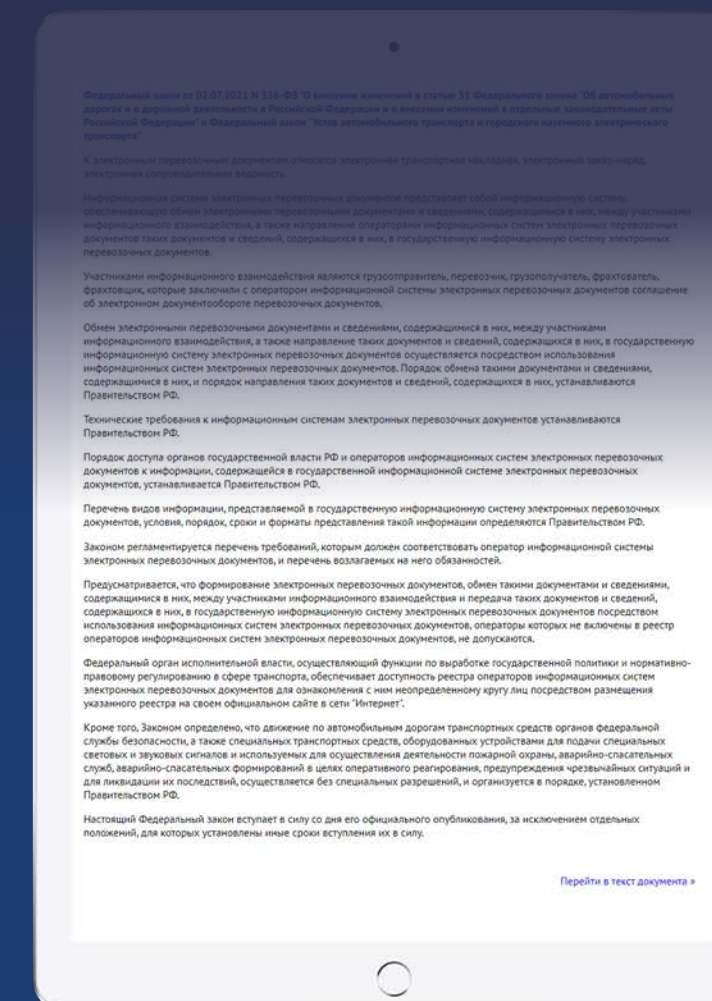 Федеральный закон от 02.07.2021 N 336-ФЗ "О внесении изменений в статью 31 Федерального закона "Об автомобильных
дорогах и о дорожной деятельности в Российской Федерации и о внесении изменений в отдельные законодательные акты
Российской Федерации" и Федеральный закон "Устав автомобильного транспорта и городского наземного электрического
транспорта"
К электронным перевозочным документам относятся электронная транспортная накладная, электронный заказ-наряд,
электронная сопроводительная ведомость.
Информационная система электронных перевозочных документов представляет собой информационную систему,
обеспечивающую обмен электронными перевозочными документами и сведениями, содержащимися в них, между участниками
информационного взаимодействия, а также направление операторами информационных систем электронных перевозочных
документов таких документов и сведений, содержащихся в них, в государственную информационную систему электронных
перевозочных документов.
Участниками информационного взаимодействия являются грузоотправитель, перевозчик, грузополучатель, фрахтователь,
фрахтовщик, которые заключили с оператором информационной системы электронных перевозочных документов соглашение
об электронном документообороте перевозочных документов.
Обмен электронными перевозочными документами и сведениями, содержащимися в них, между участниками
информационного взаимодействия, а также направление таких документов и сведений, содержащихся в них, в государственную
информационную систему электронных перевозочных документов осуществляется посредством использования
информационных систем электронных перевозочных документов. Порядок обмена такими документами и сведениями,
содержащимися в них, и порядок направления таких документов и сведений, содержащихся в них, устанавливаются
Правительством РФ.
Технические требования к информационным системам электронных перевозочных документов устанавливаются
Правительством РФ.
Порядок доступа органов государственной власти РФ и операторов информационных систем электронных перевозочных
документов к информации, содержащейся в государственной информационной системе электронных перевозочных
документов, устанавливается Правительством РФ.
Перечень видов информации, представляемой в государственную информационную систему электронных перевозочных
документов, условия, порядок, сроки и форматы представления такой информации определяются Правительством РФ.
Законом регламентируется перечень требований, которым должен соответствовать оператор информационной системы
электронных перевозочных документов, и перечень возлагаемых на него обязанностей.
Предусматривается, что формирование электронных перевозочных документов, обмен такими документами и сведениями,
содержащимися в них, между участниками информационного взаимодействия и передача таких документов и сведений,
содержащихся в них, в государственную информационную систему электронных перевозочных документов посредством
использования информационных систем электронных перевозочных документов, операторы которых не включены в реестр
операторов информационных систем электронных перевозочных документов, не допускаются.
Федеральный орган исполнительной власти, осуществляющий функции по выработке государственной политики и нормативно-
правовому регулированию в сфере транспорта, обеспечивает доступность реестра операторов информационных систем
электронных перевозочных документов для ознакомления с ним неопределенному кругу лиц посредством размещения
указанного реестра на своем официальном сайте в сети "Интернет".
Кроме того, Законом определено, что движение по автомобильным дорогам транспортных средств органов федеральной
службы безопасности, а также специальных транспортных средств, оборудованных устройствами для подачи специальных
световых и звуковых сигналов и используемых для осуществления деятельности пожарной охраны, аварийно-спасательных
служб, аварийно-спасательных формирований в целях оперативного реагирования, предупреждения чрезвычайных ситуаций и
для ликвидации их последствий, осуществляется без специальных разрешений, и организуется в порядке, установленном
Правительством РФ.
Настоящий Федеральный закон вступает в силу со дня его официального опубликования, за исключением отдельных
положений, для которых установлены иные сроки вступления их в силу.
Перейти в текст документа »